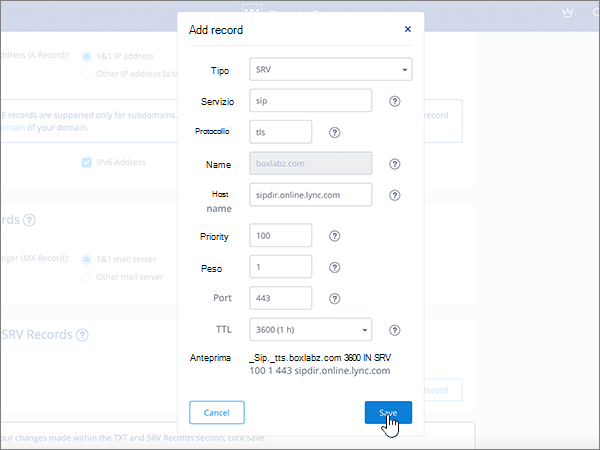 Add record
×
Tipo SRV
Servizio sip
Protocollo tls
Name boxlabz.com
Host name sipdir.online.lync.com
Priority 100
Peso 1
Port 443
TTL 3600 (1 h)
Anteprima _Sip._tts.boxlabz.com 3600 IN SRV
100 1 443 sipdir.online.lync.com
Cancel Save
ddress (A Record): 1&1 IP address
Other IP address (als
E records are supported only for subdomains.
record
omain of your domain.
IPv6 Address
rds
nger (MX Record): 1&1 mail server
Other mail server
SRV Records
ecord
our changes made within the TXT and SRV Records section, click Save.